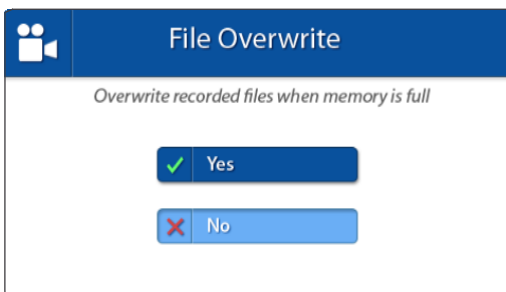 File Overwrite
Overwrite recorded files when memory is full
Yes
No